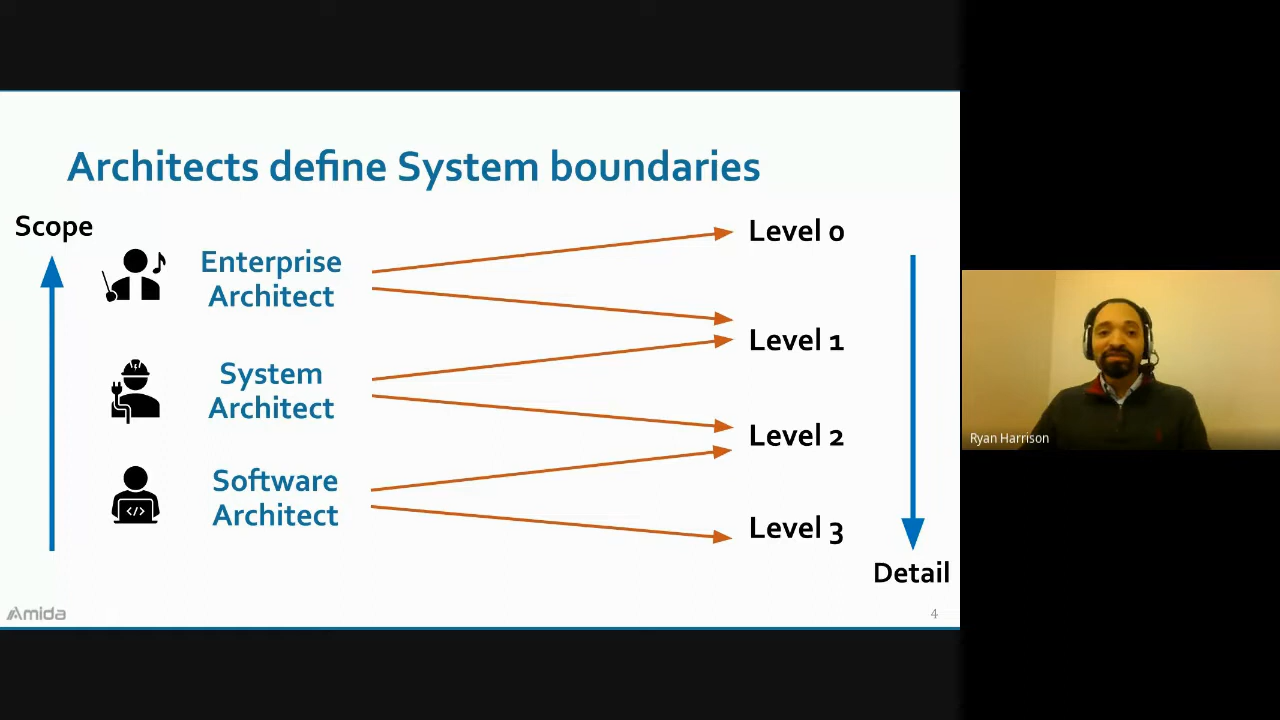 Architects define System boundaries
Scope
Enterprise
Architect
System
Architect
Software
Architect
Level 0
Level 1
Level 2
Level 3
Detail
Amida
4
Ryan Harrison